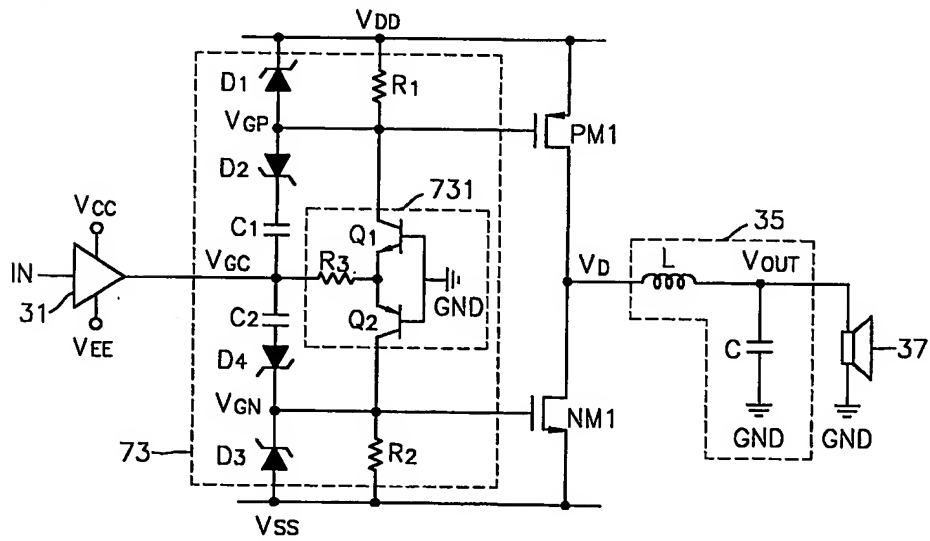 VDD
D1
R1
VGP
PM1
D2
731
VCC
C1
Q1
35
IN
VGC
R3
VD
L
VOUT
31
GND
C2
Q2
VEE
D4
C
37
VGN
NM1
GND
GND
73
D3
R2
VSS